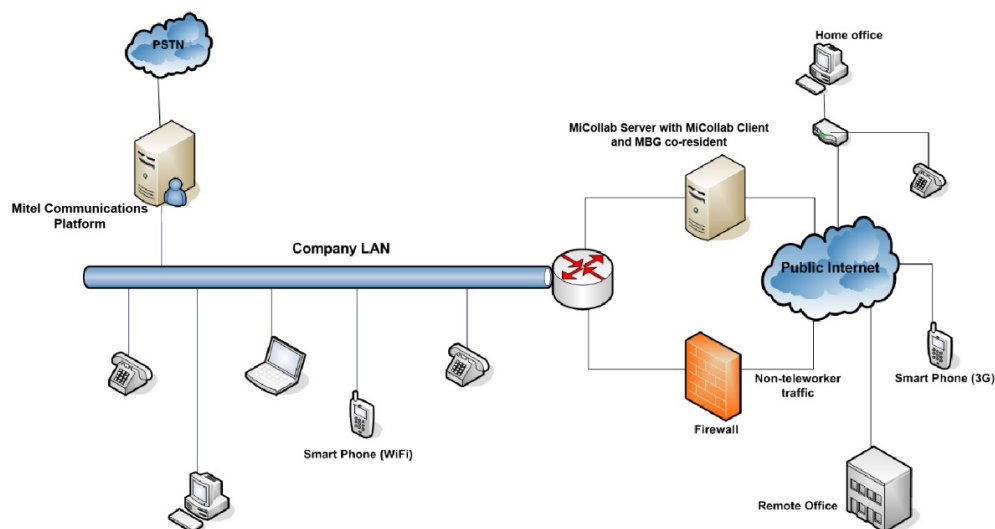 PSTN
Home office
MiCollab Server with MiCollab Client
and MBG co-resident
Mitel Communications
Platform
Company LAN
Public Internet
Smart Phone (3G)
Non-teleworker
traffic
Firewall
Smart Phone (WiFi)
Remote Office